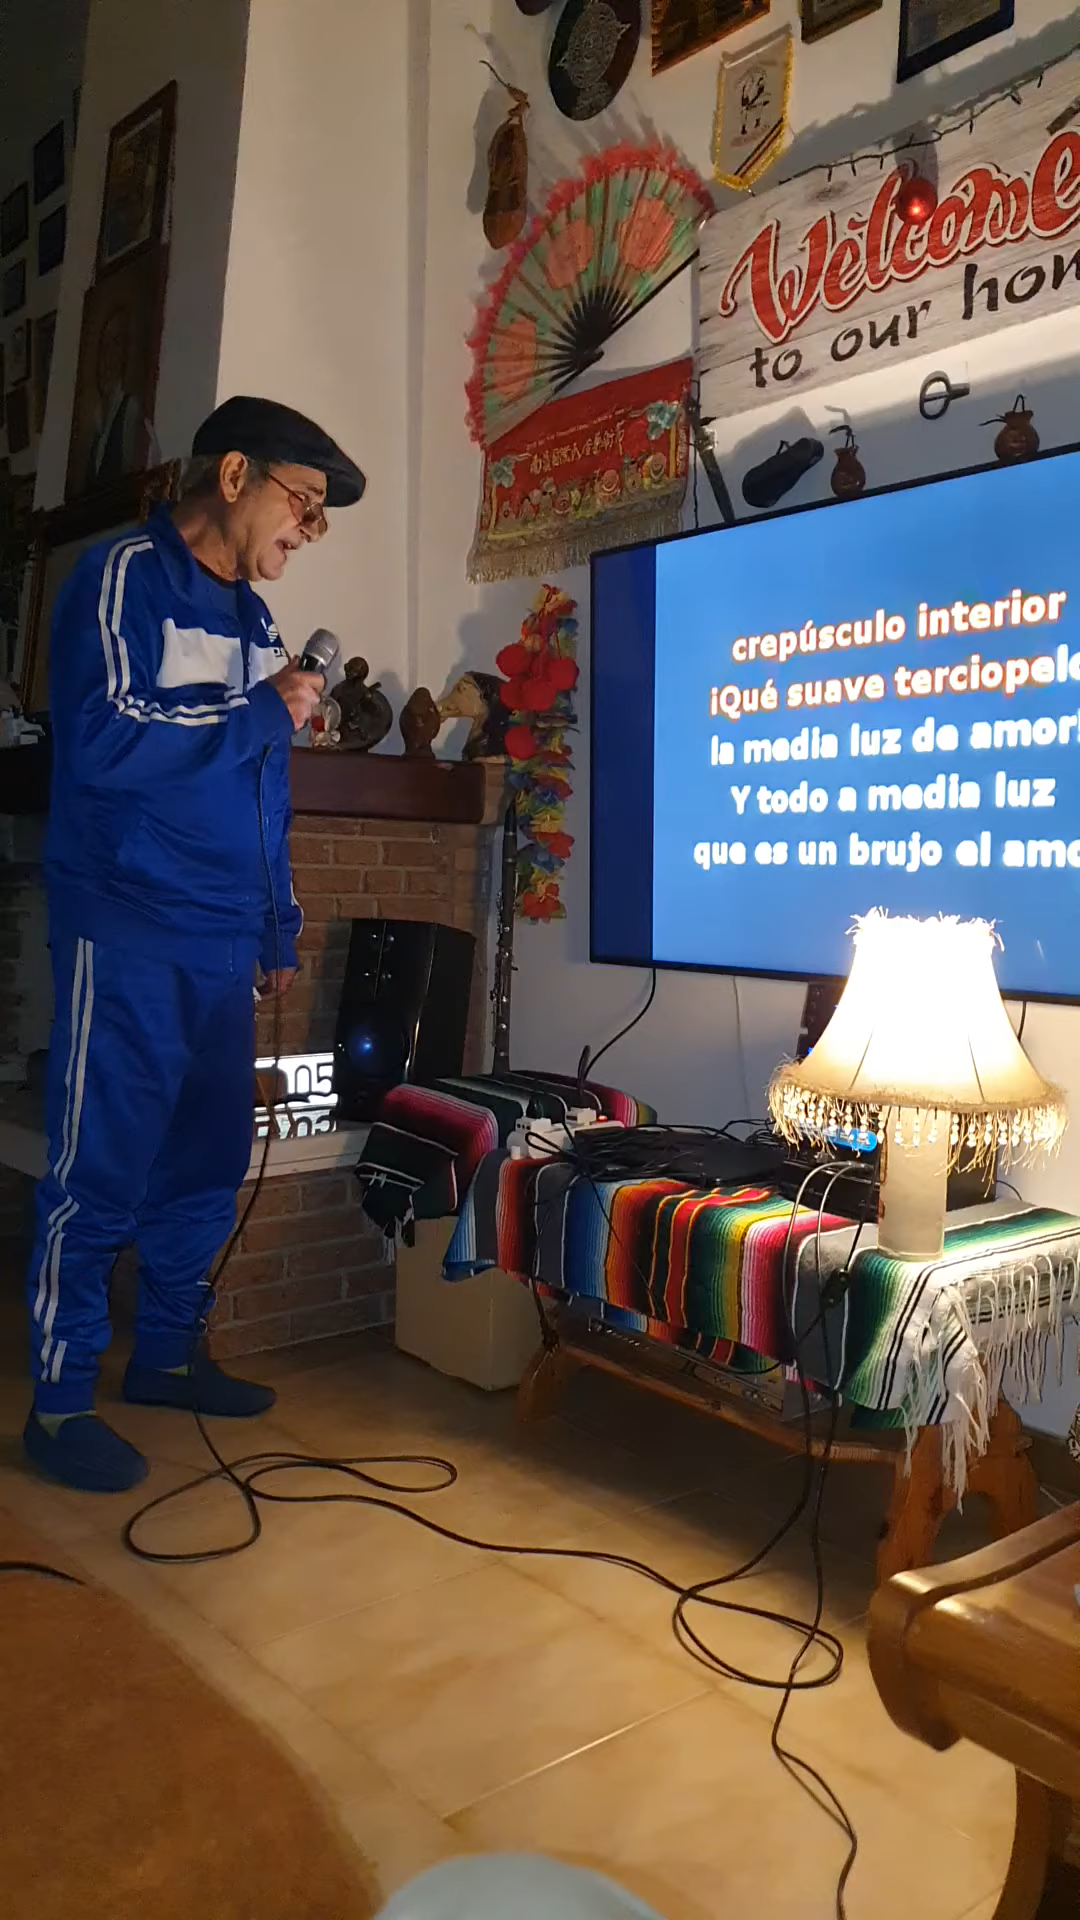 Welcome
to our hom
crepúsculo interior
¡Qué suave terciopelo
la media luz de amor!
Y todo a media luz
que es un brujo el amo